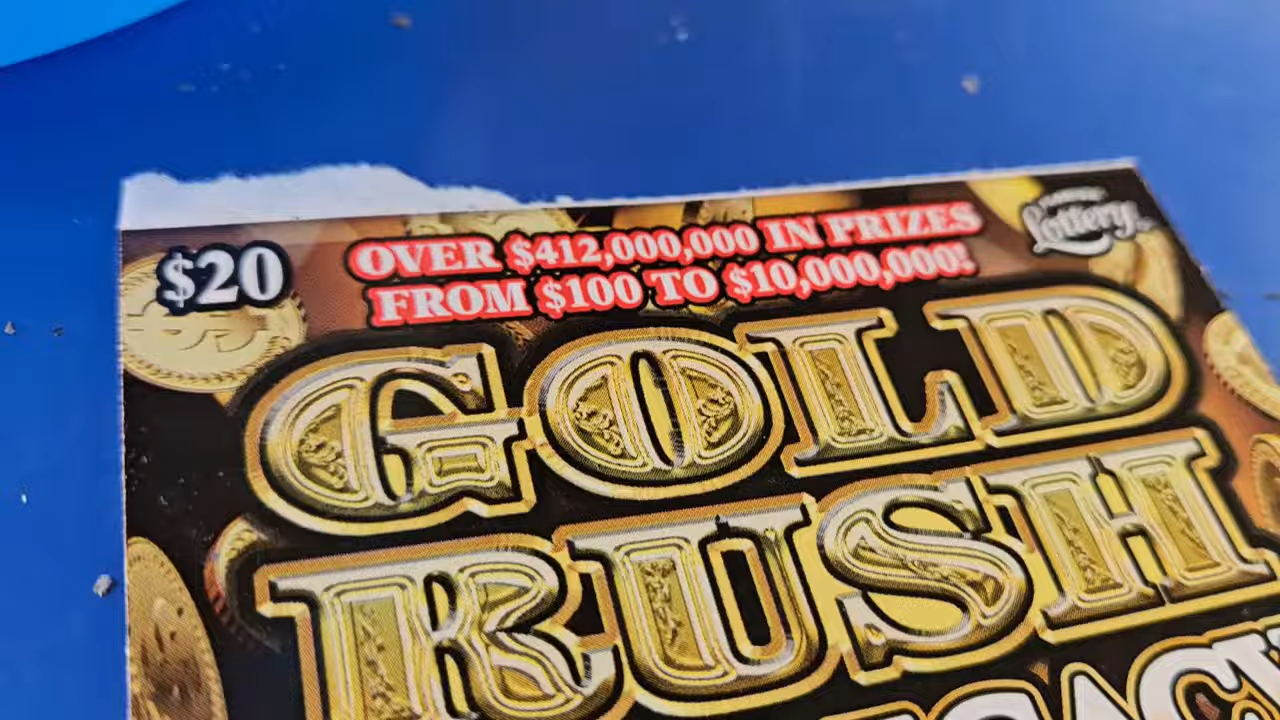 $20
OVER $412,000,000 IN PRIZES
FROM $100 TO $10,000,000!
Lottery
GOLD
RUSH